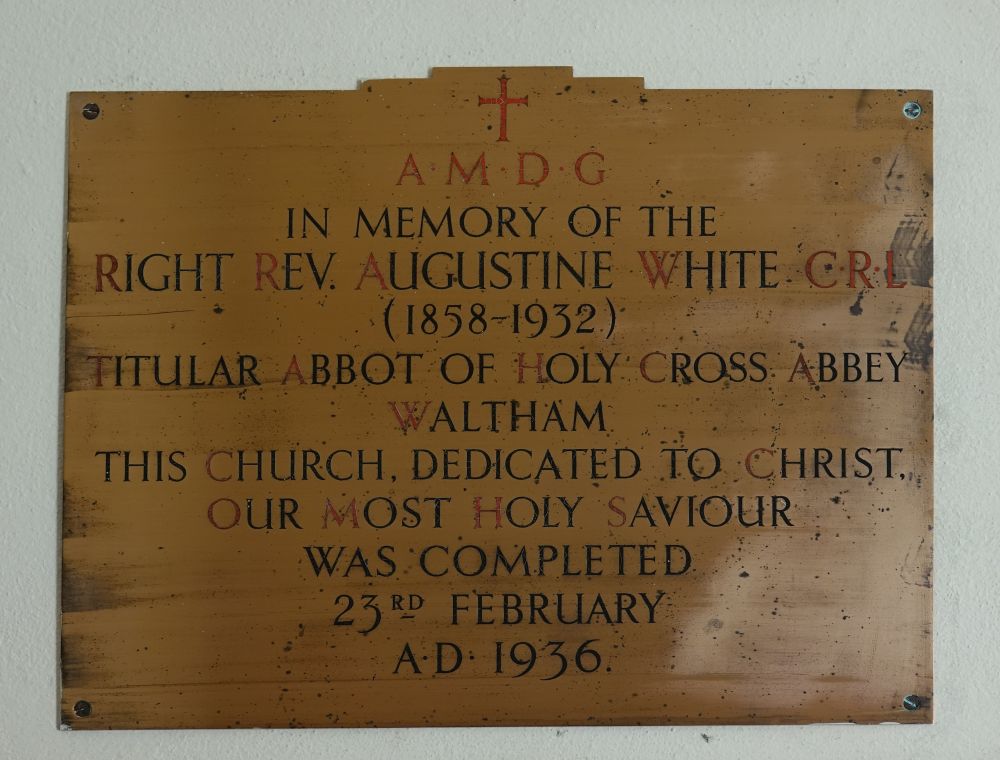 A·M·D·G
IN MEMORY OF THE
RIGHT REV. AUGUSTINE WHITE C·R·L
(1858-1932)
TITULAR ABBOT OF HOLY CROSS ABBEY
WALTHAM
THIS CHURCH, DEDICATED TO CHRIST,
OUR MOST HOLY SAVIOUR
WAS COMPLETED
23RD FEBRUARY
A·D· 1936.